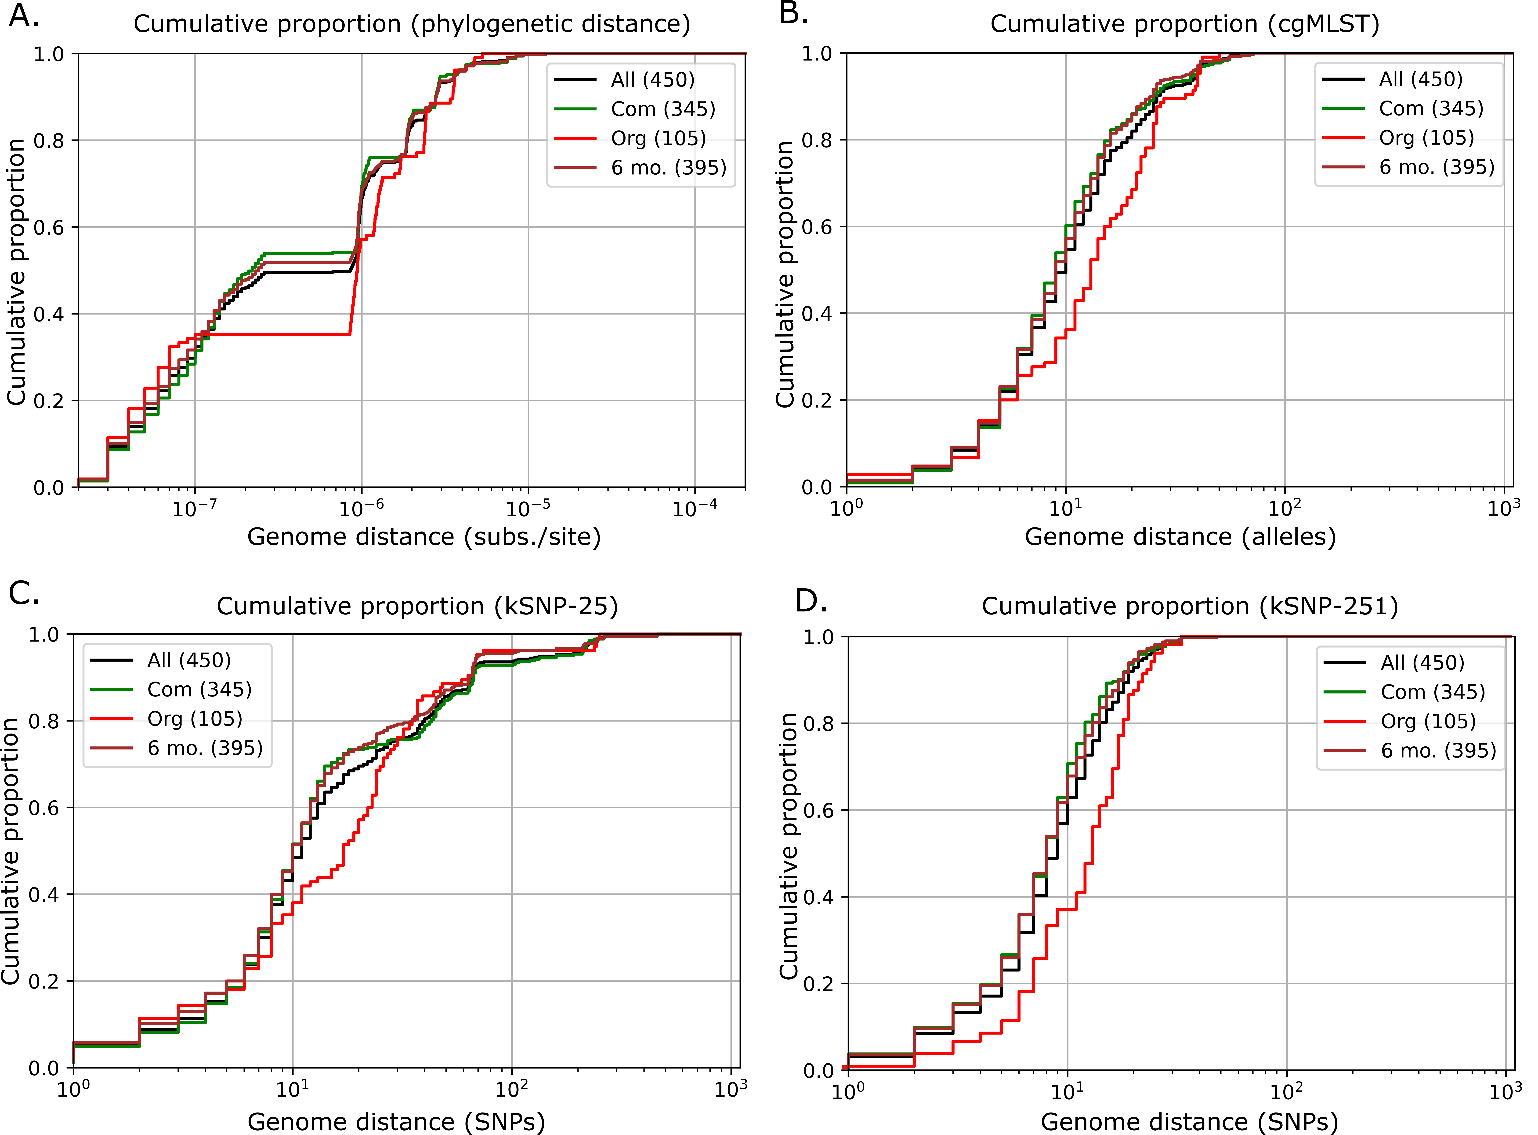 A.
Cumulative proportion (phylogenetic distance)
1.0
0.8
0.6
0.4
0.2
0.0
Cumulative proportion
All (450)
Com (345)
Org (105)
6 mo. (395)
10⁻⁷
10⁻⁶
10⁻⁵
10⁻⁴
Genome distance (subs./site)
B.
Cumulative proportion (cgMLST)
1.0
0.8
0.6
0.4
0.2
0.0
Cumulative proportion
All (450)
Com (345)
Org (105)
6 mo. (395)
10⁰
10¹
10²
10³
Genome distance (alleles)
C.
Cumulative proportion (kSNP-25)
1.0
0.8
0.6
0.4
0.2
0.0
Cumulative proportion
All (450)
Com (345)
Org (105)
6 mo. (395)
10⁰
10¹
10²
10³
Genome distance (SNPs)
D.
Cumulative proportion (kSNP-251)
1.0
0.8
0.6
0.4
0.2
0.0
Cumulative proportion
All (450)
Com (345)
Org (105)
6 mo. (395)
10⁰
10¹
10²
10³
Genome distance (SNPs)